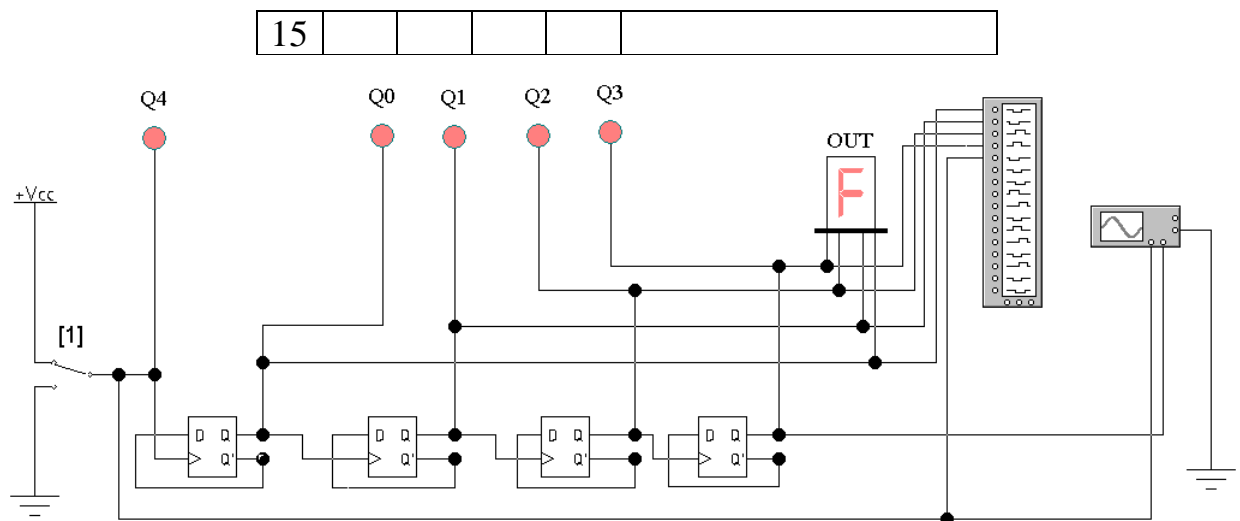 15
Q4 Q0 Q1 Q2 Q3
OUT
F
+Vcc
[1]
D Q D Q D Q D Q
Q' Q' Q' Q'